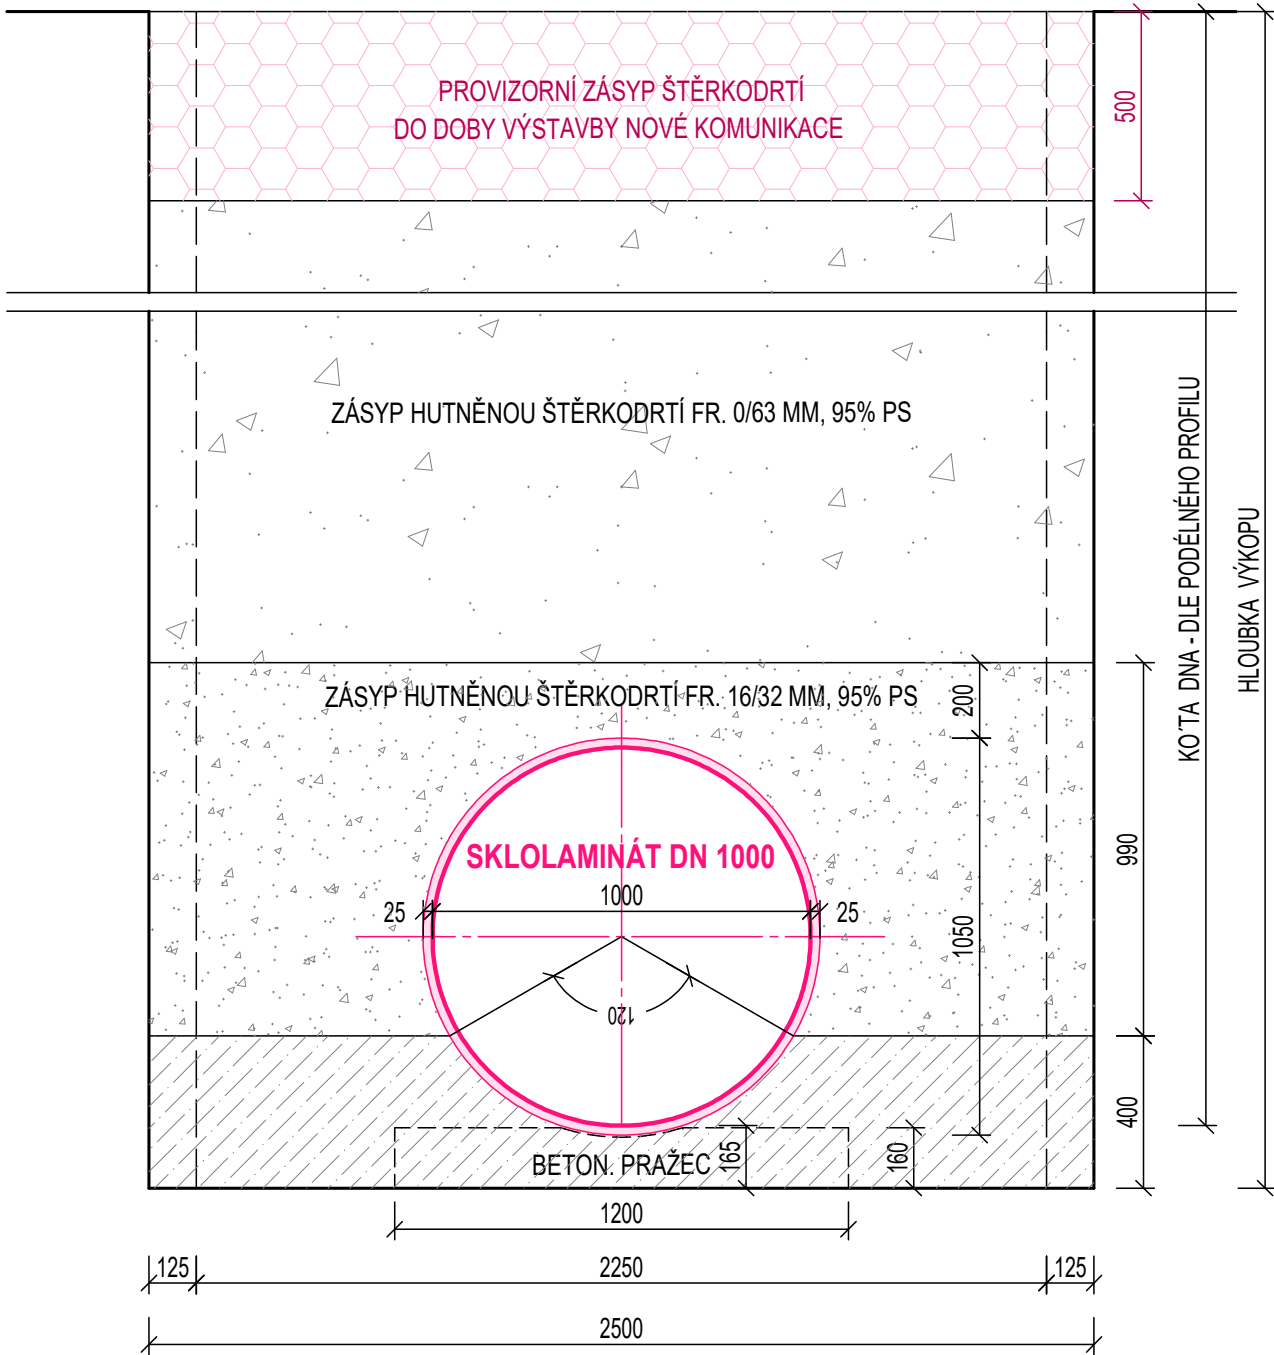 PROVIZORNÍ ZÁSYP ŠTĚRKODRTÍ
DO DOBY VÝSTAVBY NOVÉ KOMUNIKACE
500
ZÁSYP HUTNĚNOU ŠTĚRKODRTÍ FR. 0/63 MM, 95% PS
KÓTA DNA - DLE PODÉLNÉHO PROFILU
HLOUBKA VÝKOPU
ZÁSYP HUTNĚNOU ŠTĚRKODRTÍ FR. 16/32 MM, 95% PS
200
990
SKLOLAMINÁT DN 1000
25
1000
25
1050
120
400
BETON. PRAŽEC
165
160
1200
125
2250
125
2500